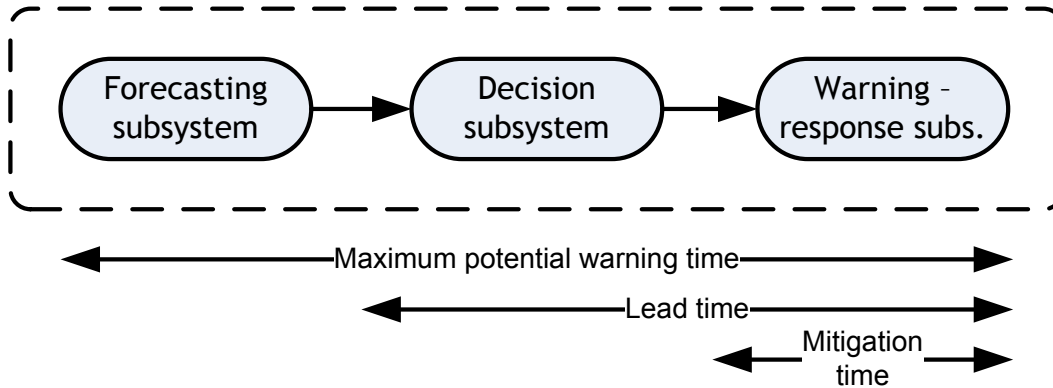 Forecasting
subsystem
Decision
subsystem
Warning –
response subs.
Maximum potential warning time
Lead time
Mitigation
time